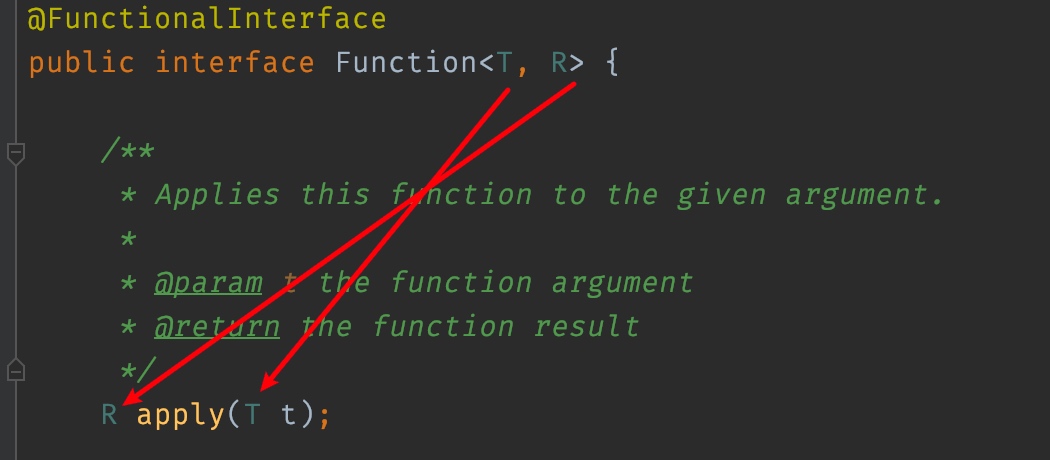 @FunctionalInterface
public interface Function<T, R> {
/**
* Applies this function to the given argument.
*
* @param t the function argument
* @return the function result
*/
R apply(T t);